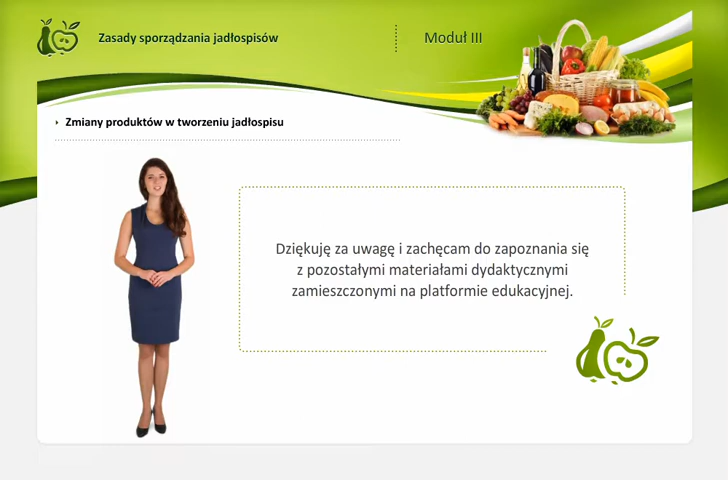 Zasady sporządzania jadłospisów
Moduł III
Zmiany produktów w tworzeniu jadłospisu
Dziękuję za uwagę i zachęcam do zapoznania się
z pozostałymi materiałami dydaktycznymi
zamieszczonymi na platformie edukacyjnej.